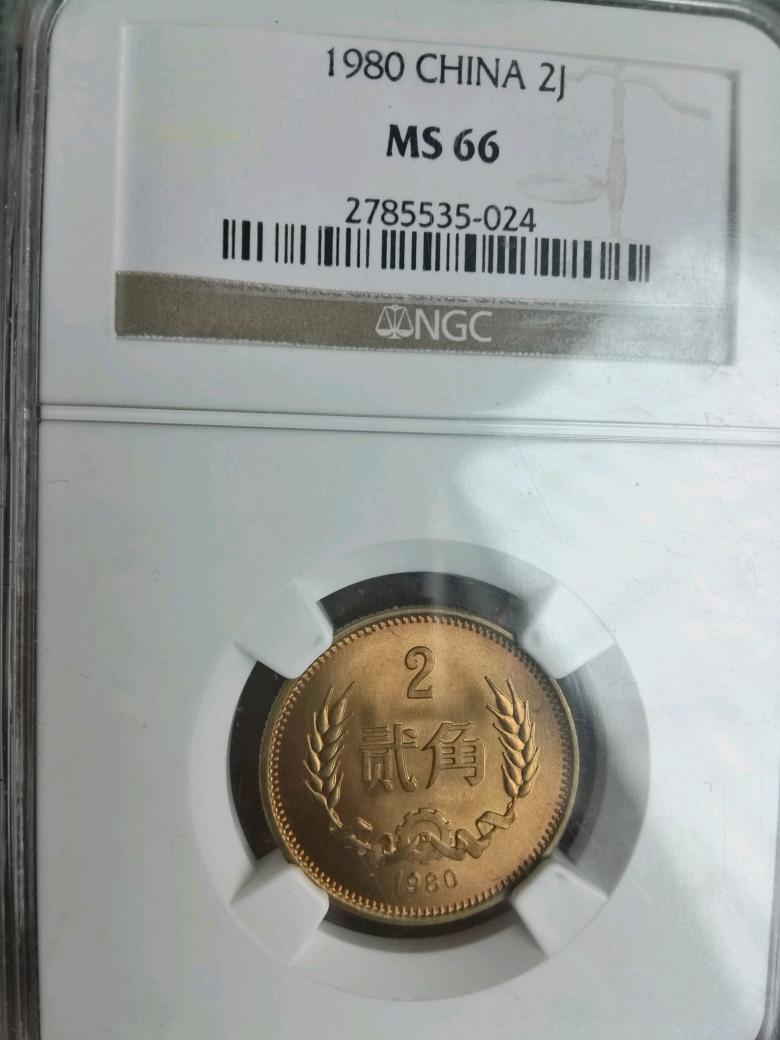 1980 CHINA 2J
MS 66
2785535-024
NGC
2
贰角
1980